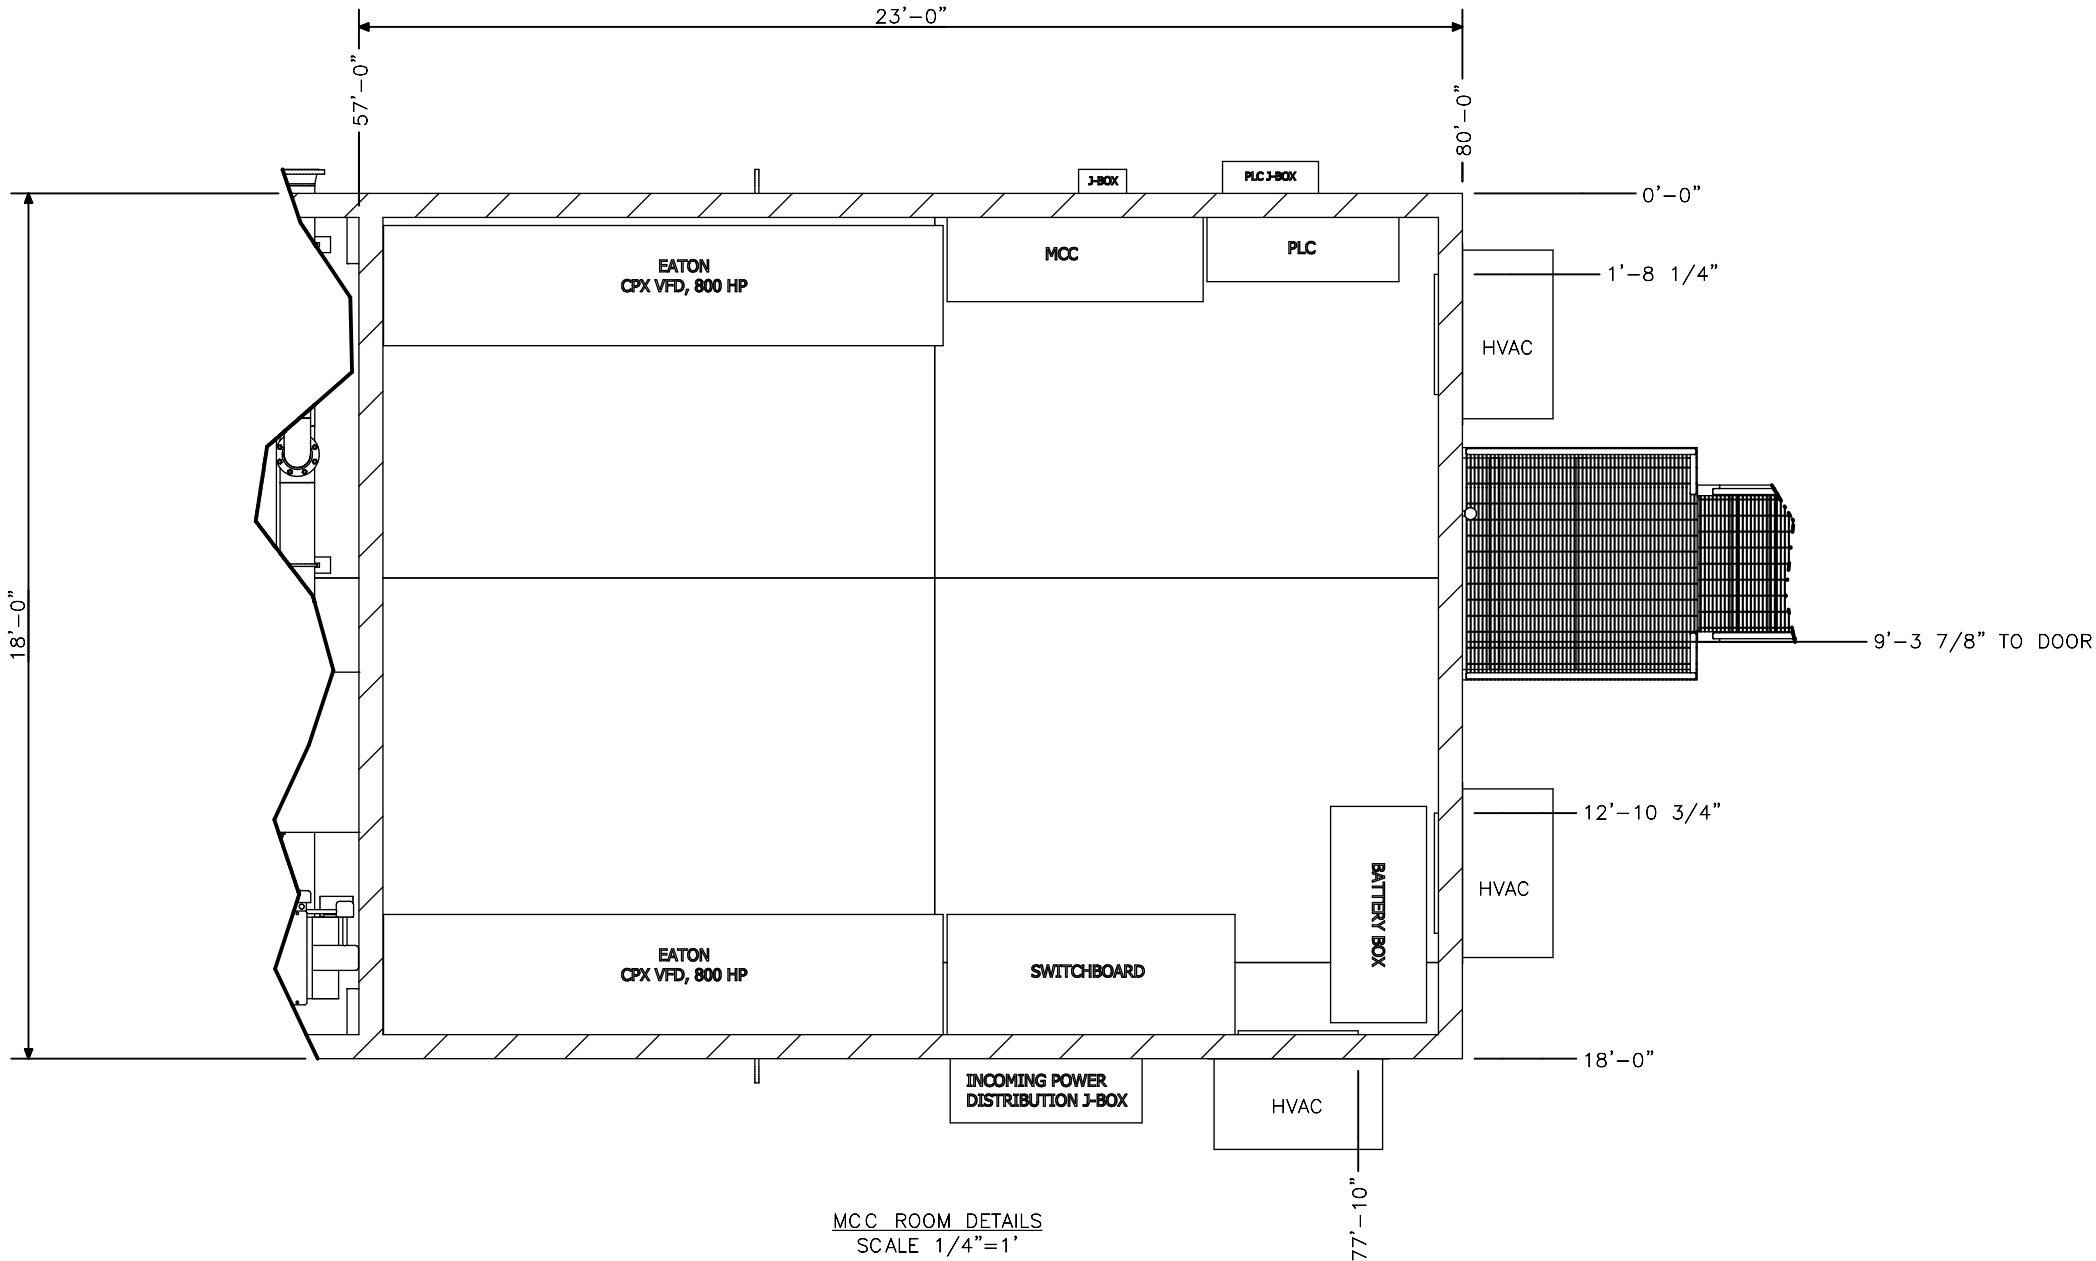 23'-0"
57'-0"
80'-0"
J-BOX
PLC J-BOX
0'-0"
EATON
CPX VFD, 800 HP
MCC
PLC
1'-8 1/4"
HVAC
18'-0"
9'-3 7/8" TO DOOR
12'-10 3/4"
BATTERY BOX
HVAC
EATON
CPX VFD, 800 HP
SWITCHBOARD
18'-0"
INCOMING POWER
DISTRIBUTION J-BOX
HVAC
77'-10"
MCC ROOM DETAILS
SCALE 1/4"=1'